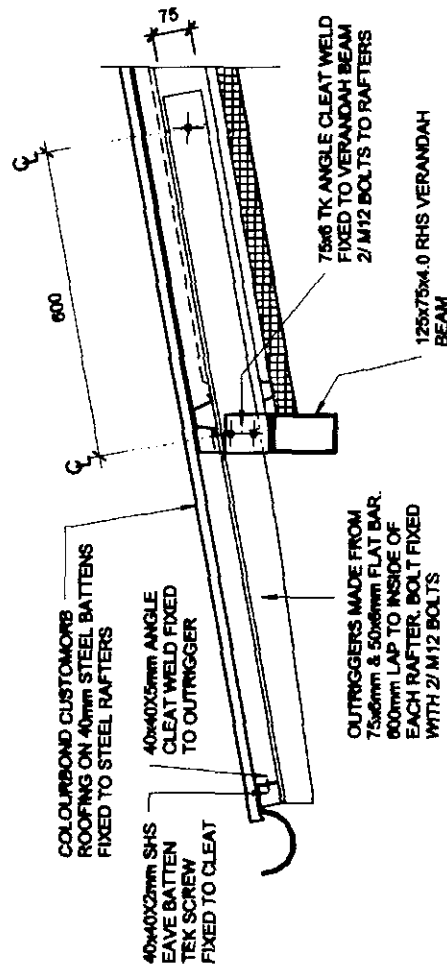 COLOURBOND CUSTOMORB
ROOFING ON 40mm STEEL BATTENS
FIXED TO STEEL RAFTERS
40x40X2mm SHS
EAVE BATTEN
TEK SCREW
FIXED TO CLEAT
40x40X5mm ANGLE
CLEAT WELD FIXED
TO OUTRIGGER
600
75
OUTRIGGERS MADE FROM
75x6mm & 50x6mm FLAT BAR.
600mm LAP TO INSIDE OF
EACH RAFTER. BOLT FIXED
WITH 2/ M12 BOLTS
75x6 TK ANGLE CLEAT WELD
FIXED TO VERANDAH BEAM
2/ M12 BOLTS TO RAFTERS
125x75x4.0 RHS VERANDAH
BEAM